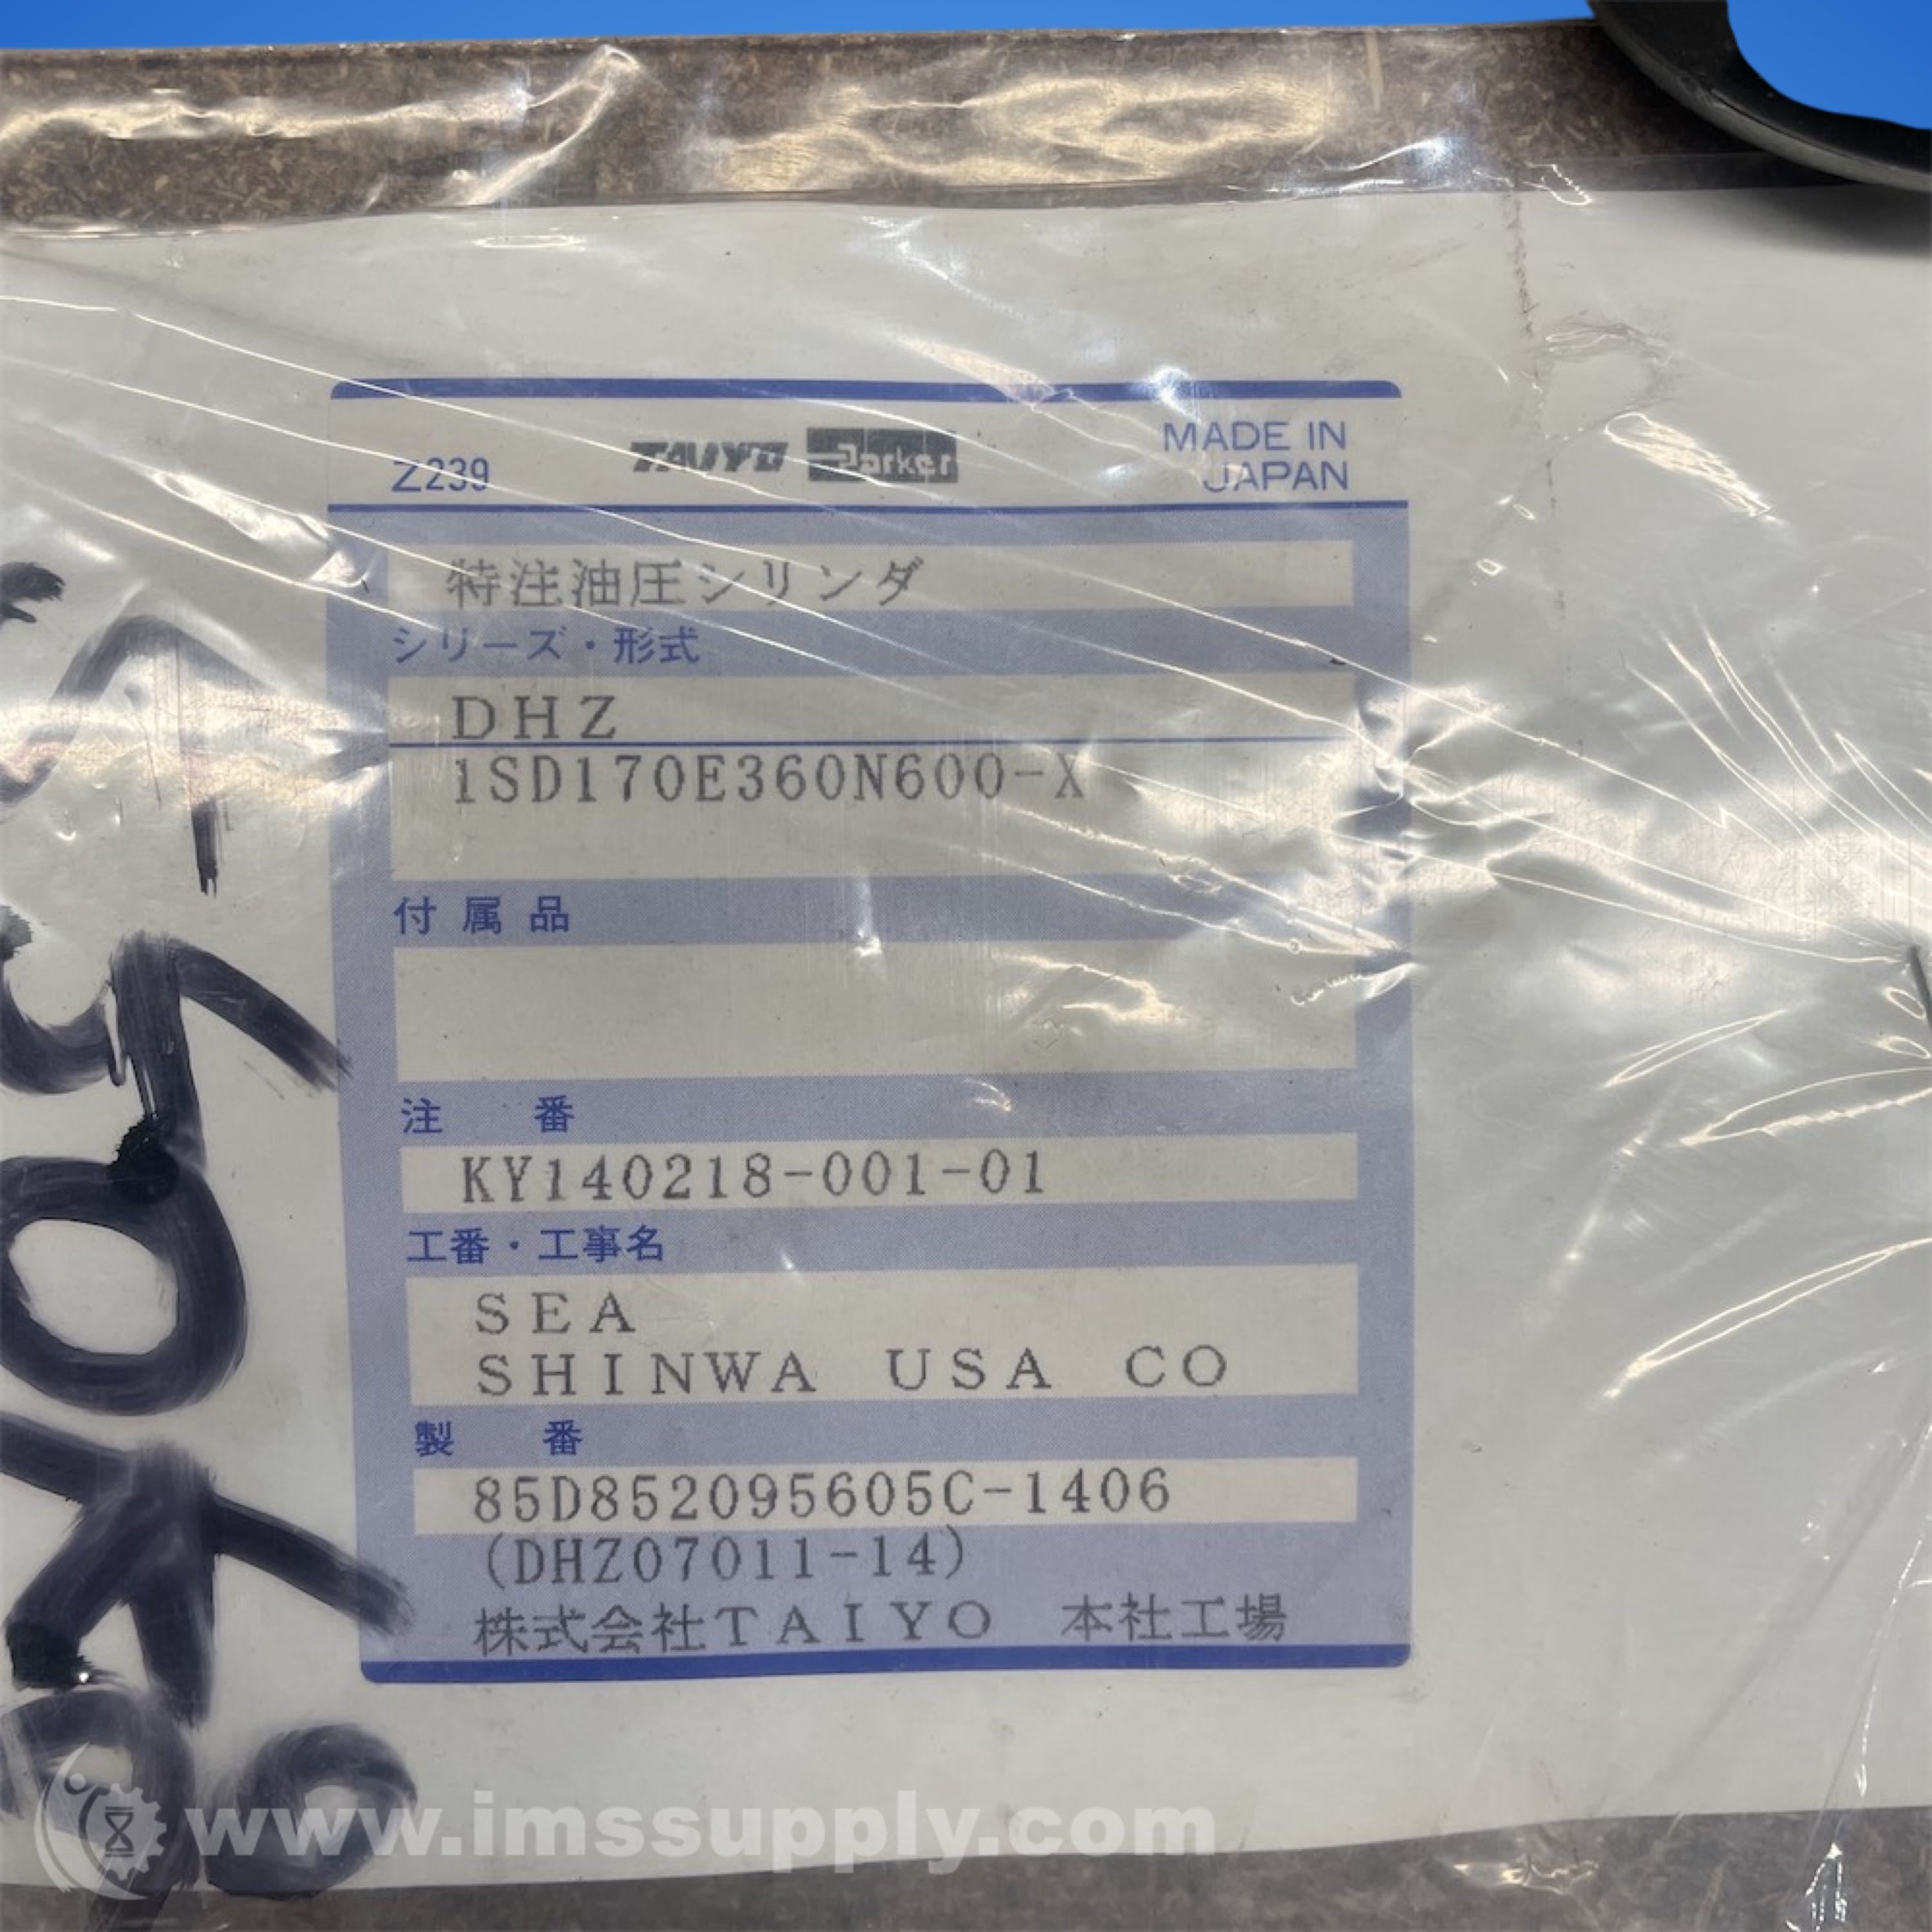 Z239
TAIYO Parker
MADE IN
JAPAN
特注油圧シリンダ
シリーズ・形式
DHZ
1SD170E360N600-X
付属品
注 番
KY140218-001-01
工番・工事名
SEA
SHINWA USA CO
製 番
85D852095605C-1406
(DHZ07011-14)
株式会社TAIYO 本社工場
www.imssupply.com